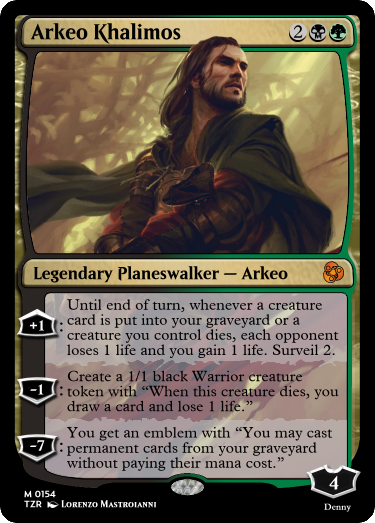 Arkeo Khalimos 2
Legendary Planeswalker — Arkeo
Until end of turn, whenever a creature
card is put into your graveyard or a
+1: creature you control dies, each opponent
loses 1 life and you gain 1 life. Surveil 2.
Create a 1/1 black Warrior creature
-1: token with “When this creature dies, you
draw a card and lose 1 life.”
You get an emblem with “You may cast
-7: permanent cards from your graveyard
without paying their mana cost.”
4
M 0154
TZR Lorenzo Mastroianni Denny